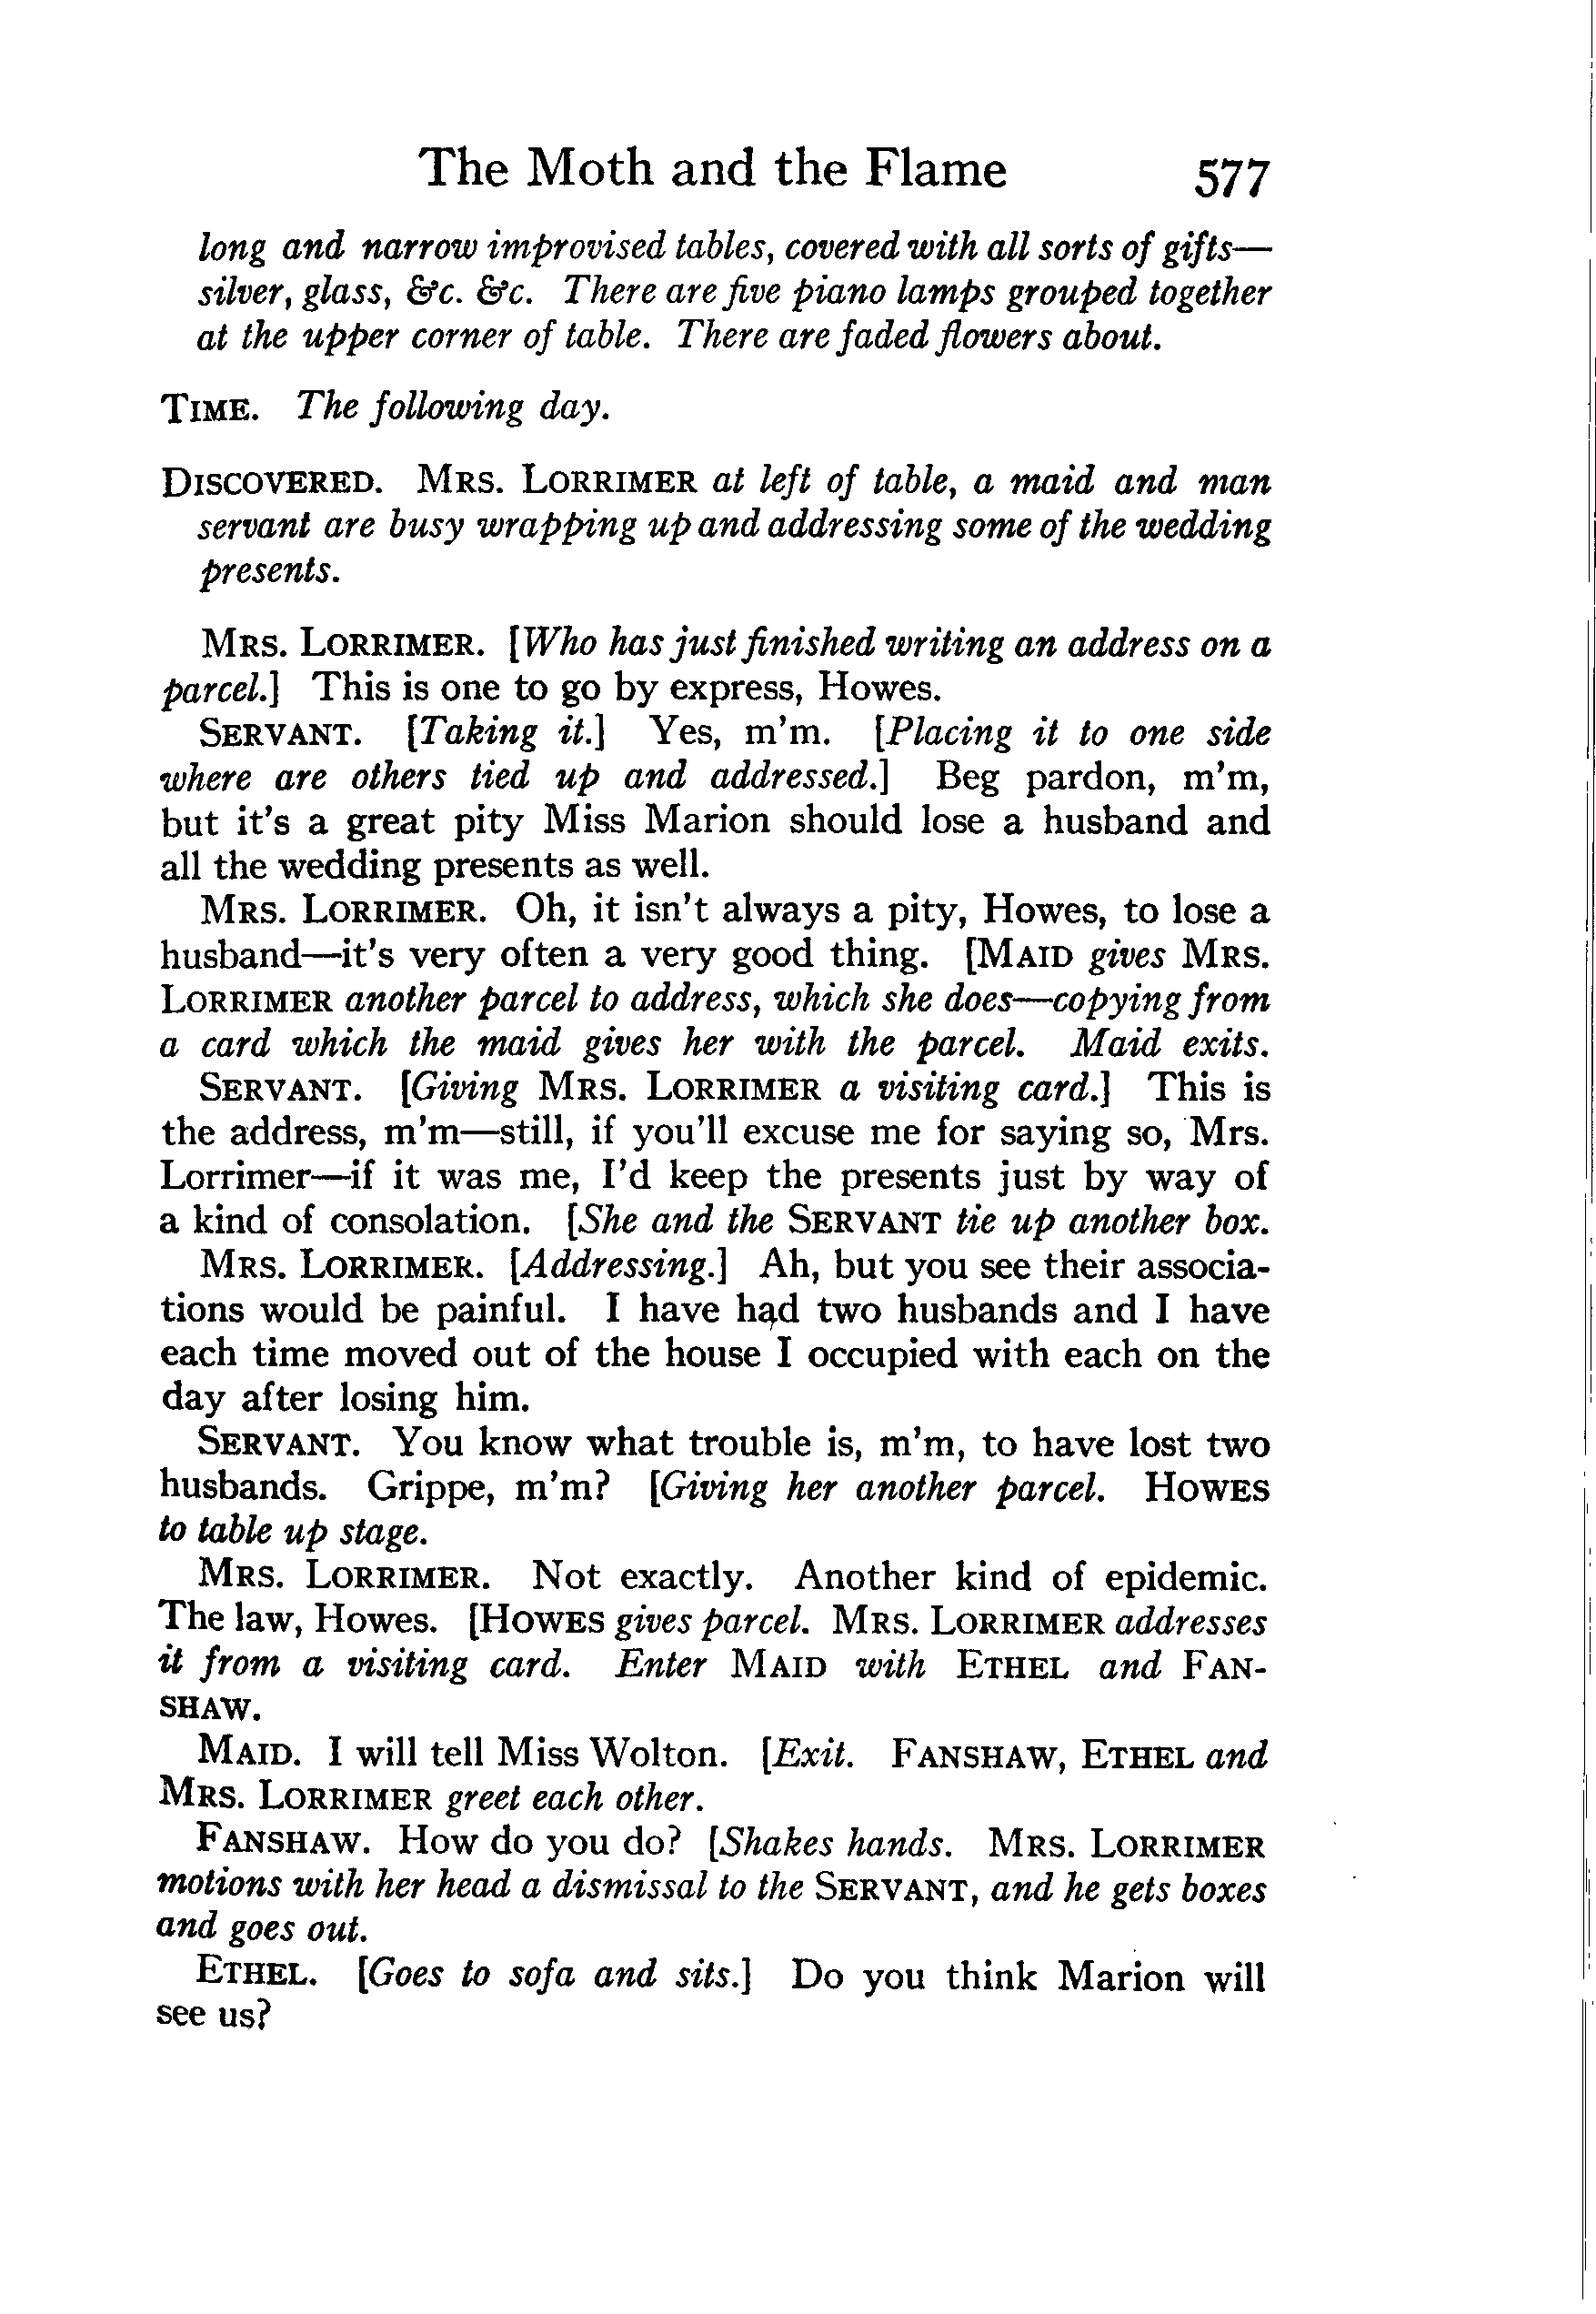 The Moth and the Flame 577
long and narrow improvised tables, covered with all sorts of gifts—
silver, glass, &c. &c. There are five piano lamps grouped together
at the upper corner of table. There are faded flowers about.
TIME. The following day.
DISCOVERED. MRS. LORRIMER at left of table, a maid and man
servant are busy wrapping up and addressing some of the wedding
presents.
MRS. LORRIMER. [Who has just finished writing an address on a
parcel.] This is one to go by express, Howes.
SERVANT. [Taking it.] Yes, m'm. [Placing it to one side
where are others tied up and addressed.] Beg pardon, m'm,
but it's a great pity Miss Marion should lose a husband and
all the wedding presents as well.
MRS. LORRIMER. Oh, it isn't always a pity, Howes, to lose a
husband—it's very often a very good thing. [MAID gives MRS.
LORRIMER another parcel to address, which she does—copying from
a card which the maid gives her with the parcel. Maid exits.
SERVANT. [Giving MRS. LORRIMER a visiting card.] This is
the address, m'm—still, if you'll excuse me for saying so, Mrs.
Lorrimer—if it was me, I'd keep the presents just by way of
a kind of consolation. [She and the SERVANT tie up another box.
MRS. LORRIMER. [Addressing.] Ah, but you see their associa-
tions would be painful. I have had two husbands and I have
each time moved out of the house I occupied with each on the
day after losing him.
SERVANT. You know what trouble is, m'm, to have lost two
husbands. Grippe, m'm? [Giving her another parcel. HOWES
to table up stage.
MRS. LORRIMER. Not exactly. Another kind of epidemic.
The law, Howes. [HOWES gives parcel. MRS. LORRIMER addresses
it from a visiting card. Enter MAID with ETHEL and FAN-
SHAW.
MAID. I will tell Miss Wolton. [Exit. FANSHAW, ETHEL and
MRS. LORRIMER greet each other.
FANSHAW. How do you do? [Shakes hands. MRS. LORRIMER
motions with her head a dismissal to the SERVANT, and he gets boxes
and goes out.
ETHEL. [Goes to sofa and sits.] Do you think Marion will
see us?